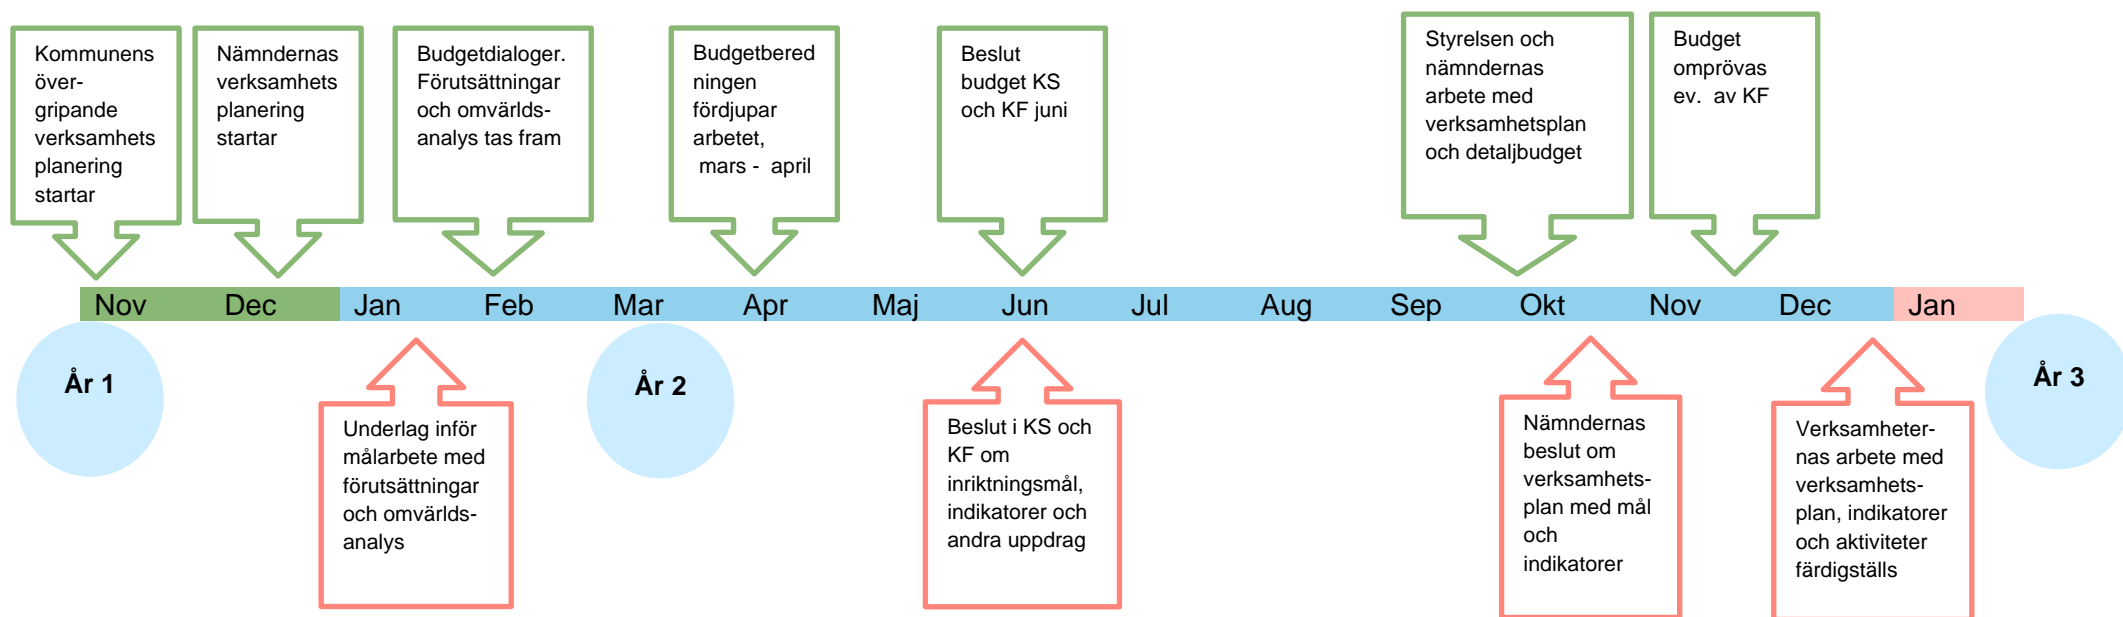 Kommunens
över-
gripande
verksamhets
planering
startar
Nämndernas
verksamhets
planering
startar
Budgetdialoger.
Förutsättningar
och omvärlds-
analys tas fram
Budgetbered
ningen
fördjupar
arbetet,
mars - april
Beslut
budget KS
och KF juni
Styrelsen och
nämndernas
arbete med
verksamhetsplan
och detaljbudget
Budget
omprövas
ev. av KF
Nov Dec Jan Feb Mar Apr Maj Jun Jul Aug Sep Okt Nov Dec Jan
År 1
År 2
År 3
Underlag inför
målarbete med
förutsättningar
och omvärlds-
analys
Beslut i KS och
KF om
inriktningsmål,
indikatorer och
andra uppdrag
Nämndernas
beslut om
verksamhets-
plan med mål
och
indikatorer
Verksamheter-
nas arbete med
verksamhets-
plan, indikatorer
och aktiviteter
färdigställs